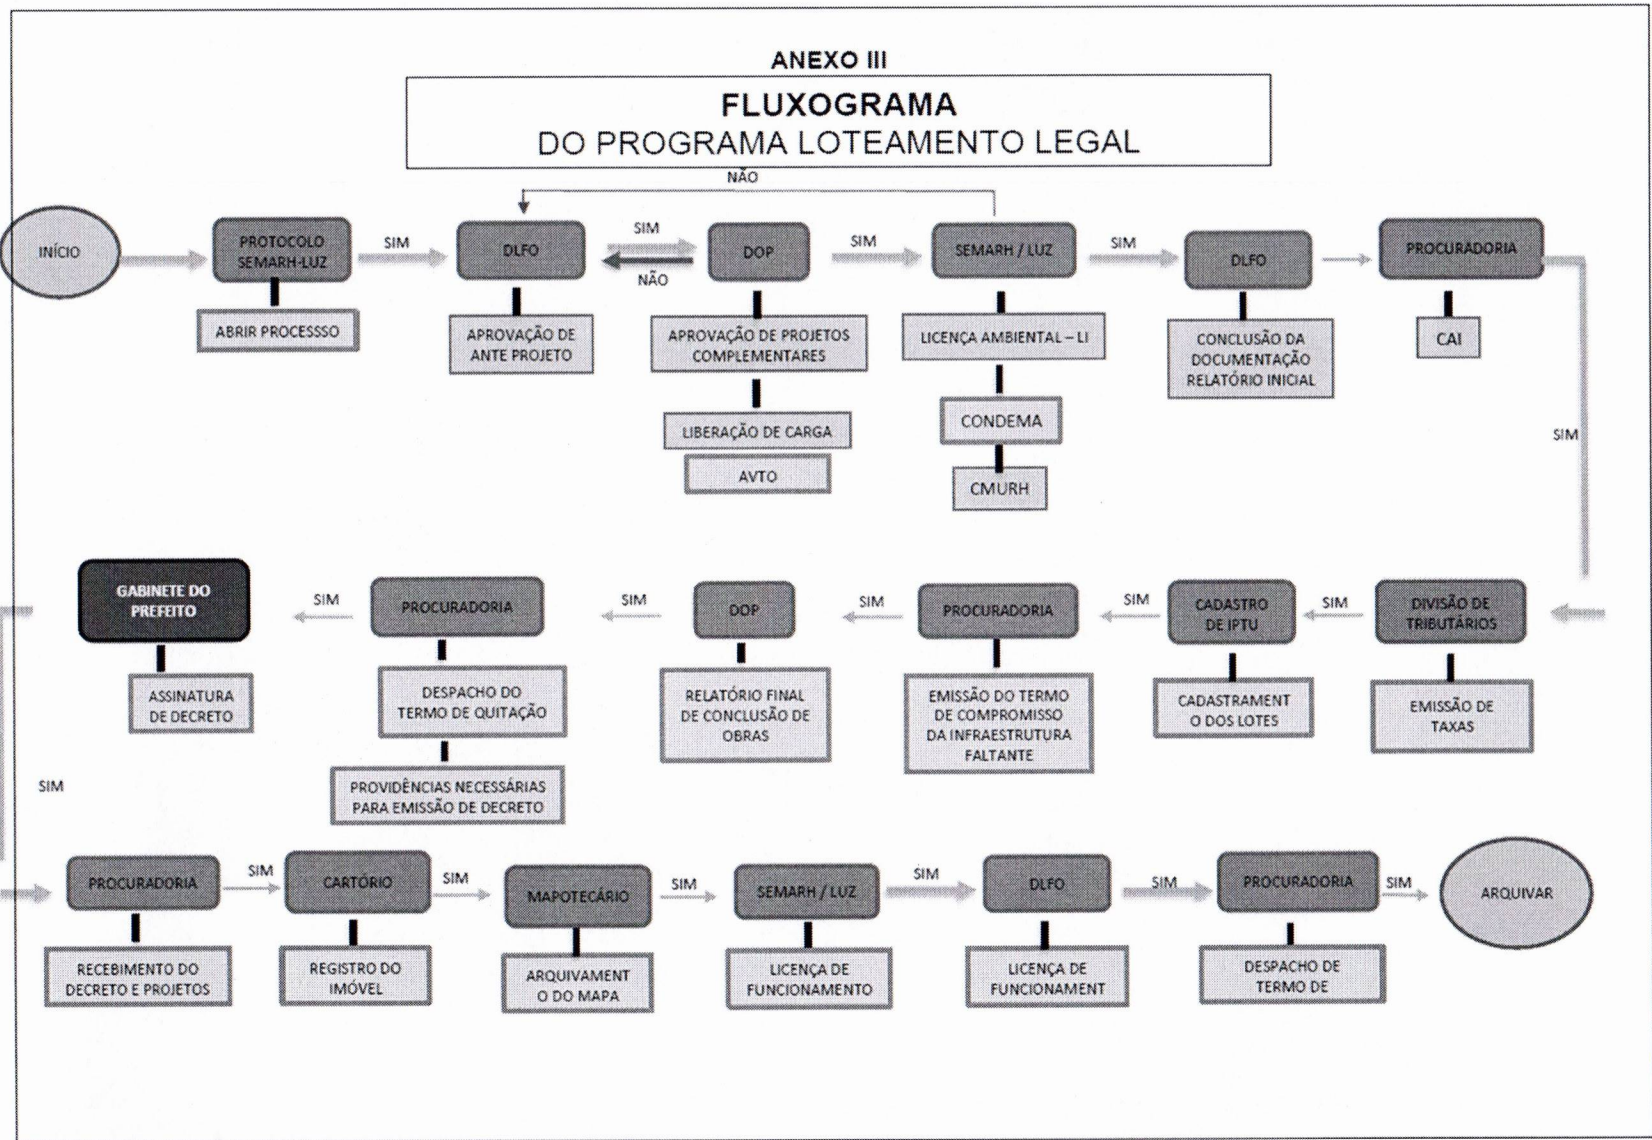 ANEXO III
FLUXOGRAMA
DO PROGRAMA LOTEAMENTO LEGAL
NÃO
INÍCIO
PROTOCOLO
SEMARH-LUZ
SIM
DLFO
SIM
NÃO
DOP
SIM
SEMARH / LUZ
SIM
DLFO
PROCURADORIA
ABRIR PROCESSSO
APROVAÇÃO DE
ANTE PROJETO
APROVAÇÃO DE PROJETOS
COMPLEMENTARES
LIBERAÇÃO DE CARGA
AVTO
LICENÇA AMBIENTAL – LI
CONDEMA
CMURH
CONCLUSÃO DA
DOCUMENTAÇÃO
RELATÓRIO INICIAL
CAI
SIM
GABINETE DO
PREFEITO
SIM
PROCURADORIA
SIM
DOP
SIM
PROCURADORIA
SIM
CADASTRO
DE IPTU
SIM
DIVISÃO DE
TRIBUTÁRIOS
ASSINATURA
DE DECRETO
DESPACHO DO
TERMO DE QUITAÇÃO
PROVIDÊNCIAS NECESSÁRIAS
PARA EMISSÃO DE DECRETO
RELATÓRIO FINAL
DE CONCLUSÃO DE
OBRAS
EMISSÃO DO TERMO
DE COMPROMISSO
DA INFRAESTRUTURA
FALTANTE
CADASTRAMENT
O DOS LOTES
EMISSÃO DE
TAXAS
SIM
PROCURADORIA
SIM
CARTÓRIO
SIM
MAPOTECÁRIO
SIM
SEMARH / LUZ
SIM
DLFO
SIM
PROCURADORIA
SIM
ARQUIVAR
RECEBIMENTO DO
DECRETO E PROJETOS
REGISTRO DO
IMÓVEL
ARQUIVAMENT
O DO MAPA
LICENÇA DE
FUNCIONAMENTO
LICENÇA DE
FUNCIONAMENT
DESPACHO DE
TERMO DE